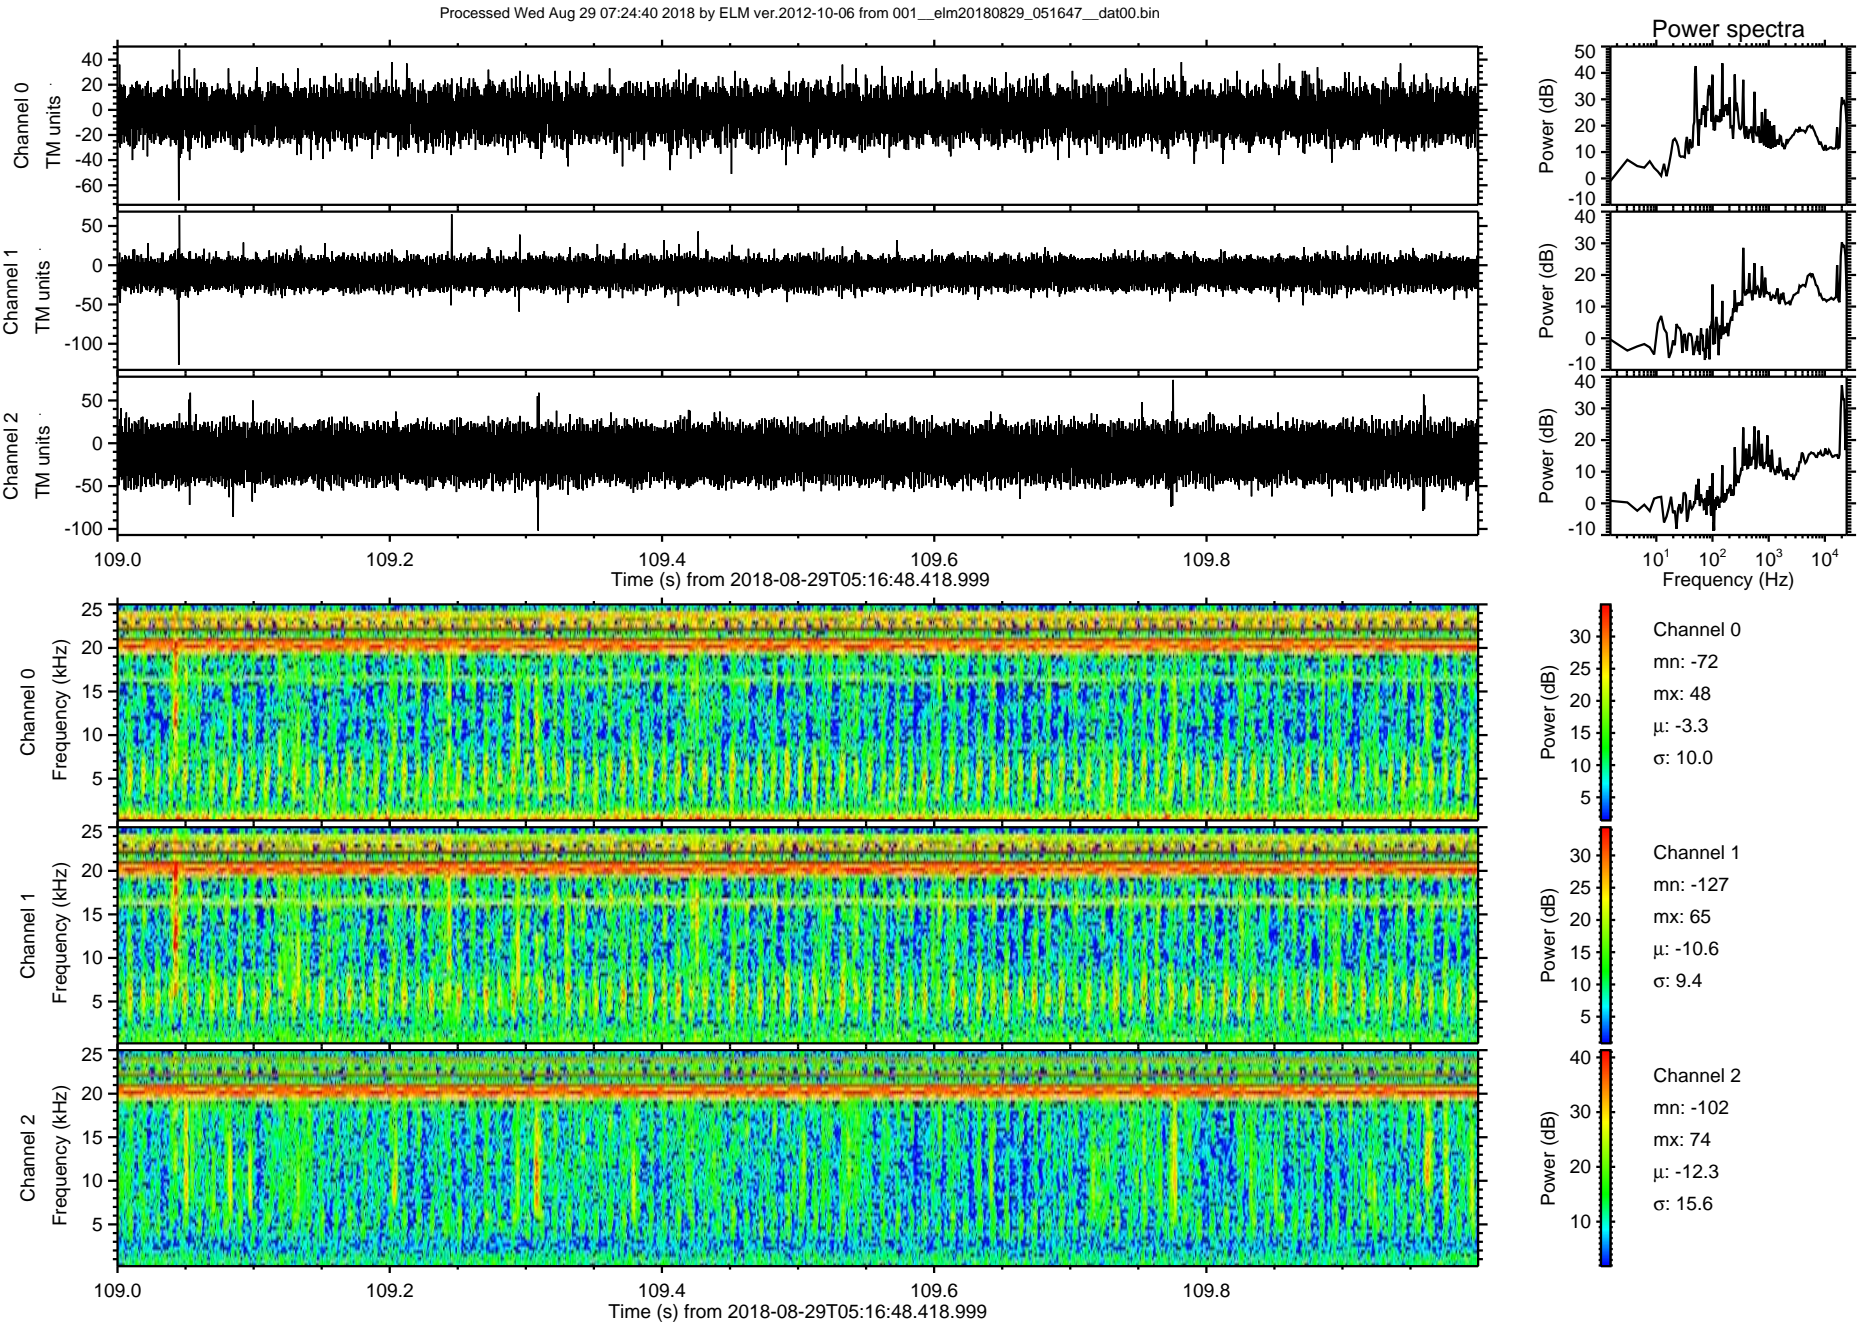 Processed Wed Aug 29 07:24:40 2018 by ELM ver.2012-10-06 from 001__elm20180829_051647__dat00.bin
Power spectra
Channel 0
TM units
40
20
0
-20
-40
-60
Power (dB)
50
40
30
20
10
0
-10
Channel 1
TM units
50
0
-50
-100
Power (dB)
40
30
20
10
0
-10
Channel 2
TM units
50
0
-50
-100
Power (dB)
40
30
20
10
0
-10
109.0 109.2 109.4 109.6 109.8
Time (s) from 2018-08-29T05:16:48.418.999
10^1 10^2 10^3 10^4
Frequency (Hz)
Channel 0
Frequency (kHz)
25
20
15
10
5
Power (dB)
30
25
20
15
10
5
Channel 0
mn: -72
mx: 48
μ: -3.3
σ: 10.0
Channel 1
Frequency (kHz)
25
20
15
10
5
Power (dB)
30
25
20
15
10
5
Channel 1
mn: -127
mx: 65
μ: -10.6
σ: 9.4
Channel 2
Frequency (kHz)
25
20
15
10
5
Power (dB)
40
30
20
10
Channel 2
mn: -102
mx: 74
μ: -12.3
σ: 15.6
109.0 109.2 109.4 109.6 109.8
Time (s) from 2018-08-29T05:16:48.418.999